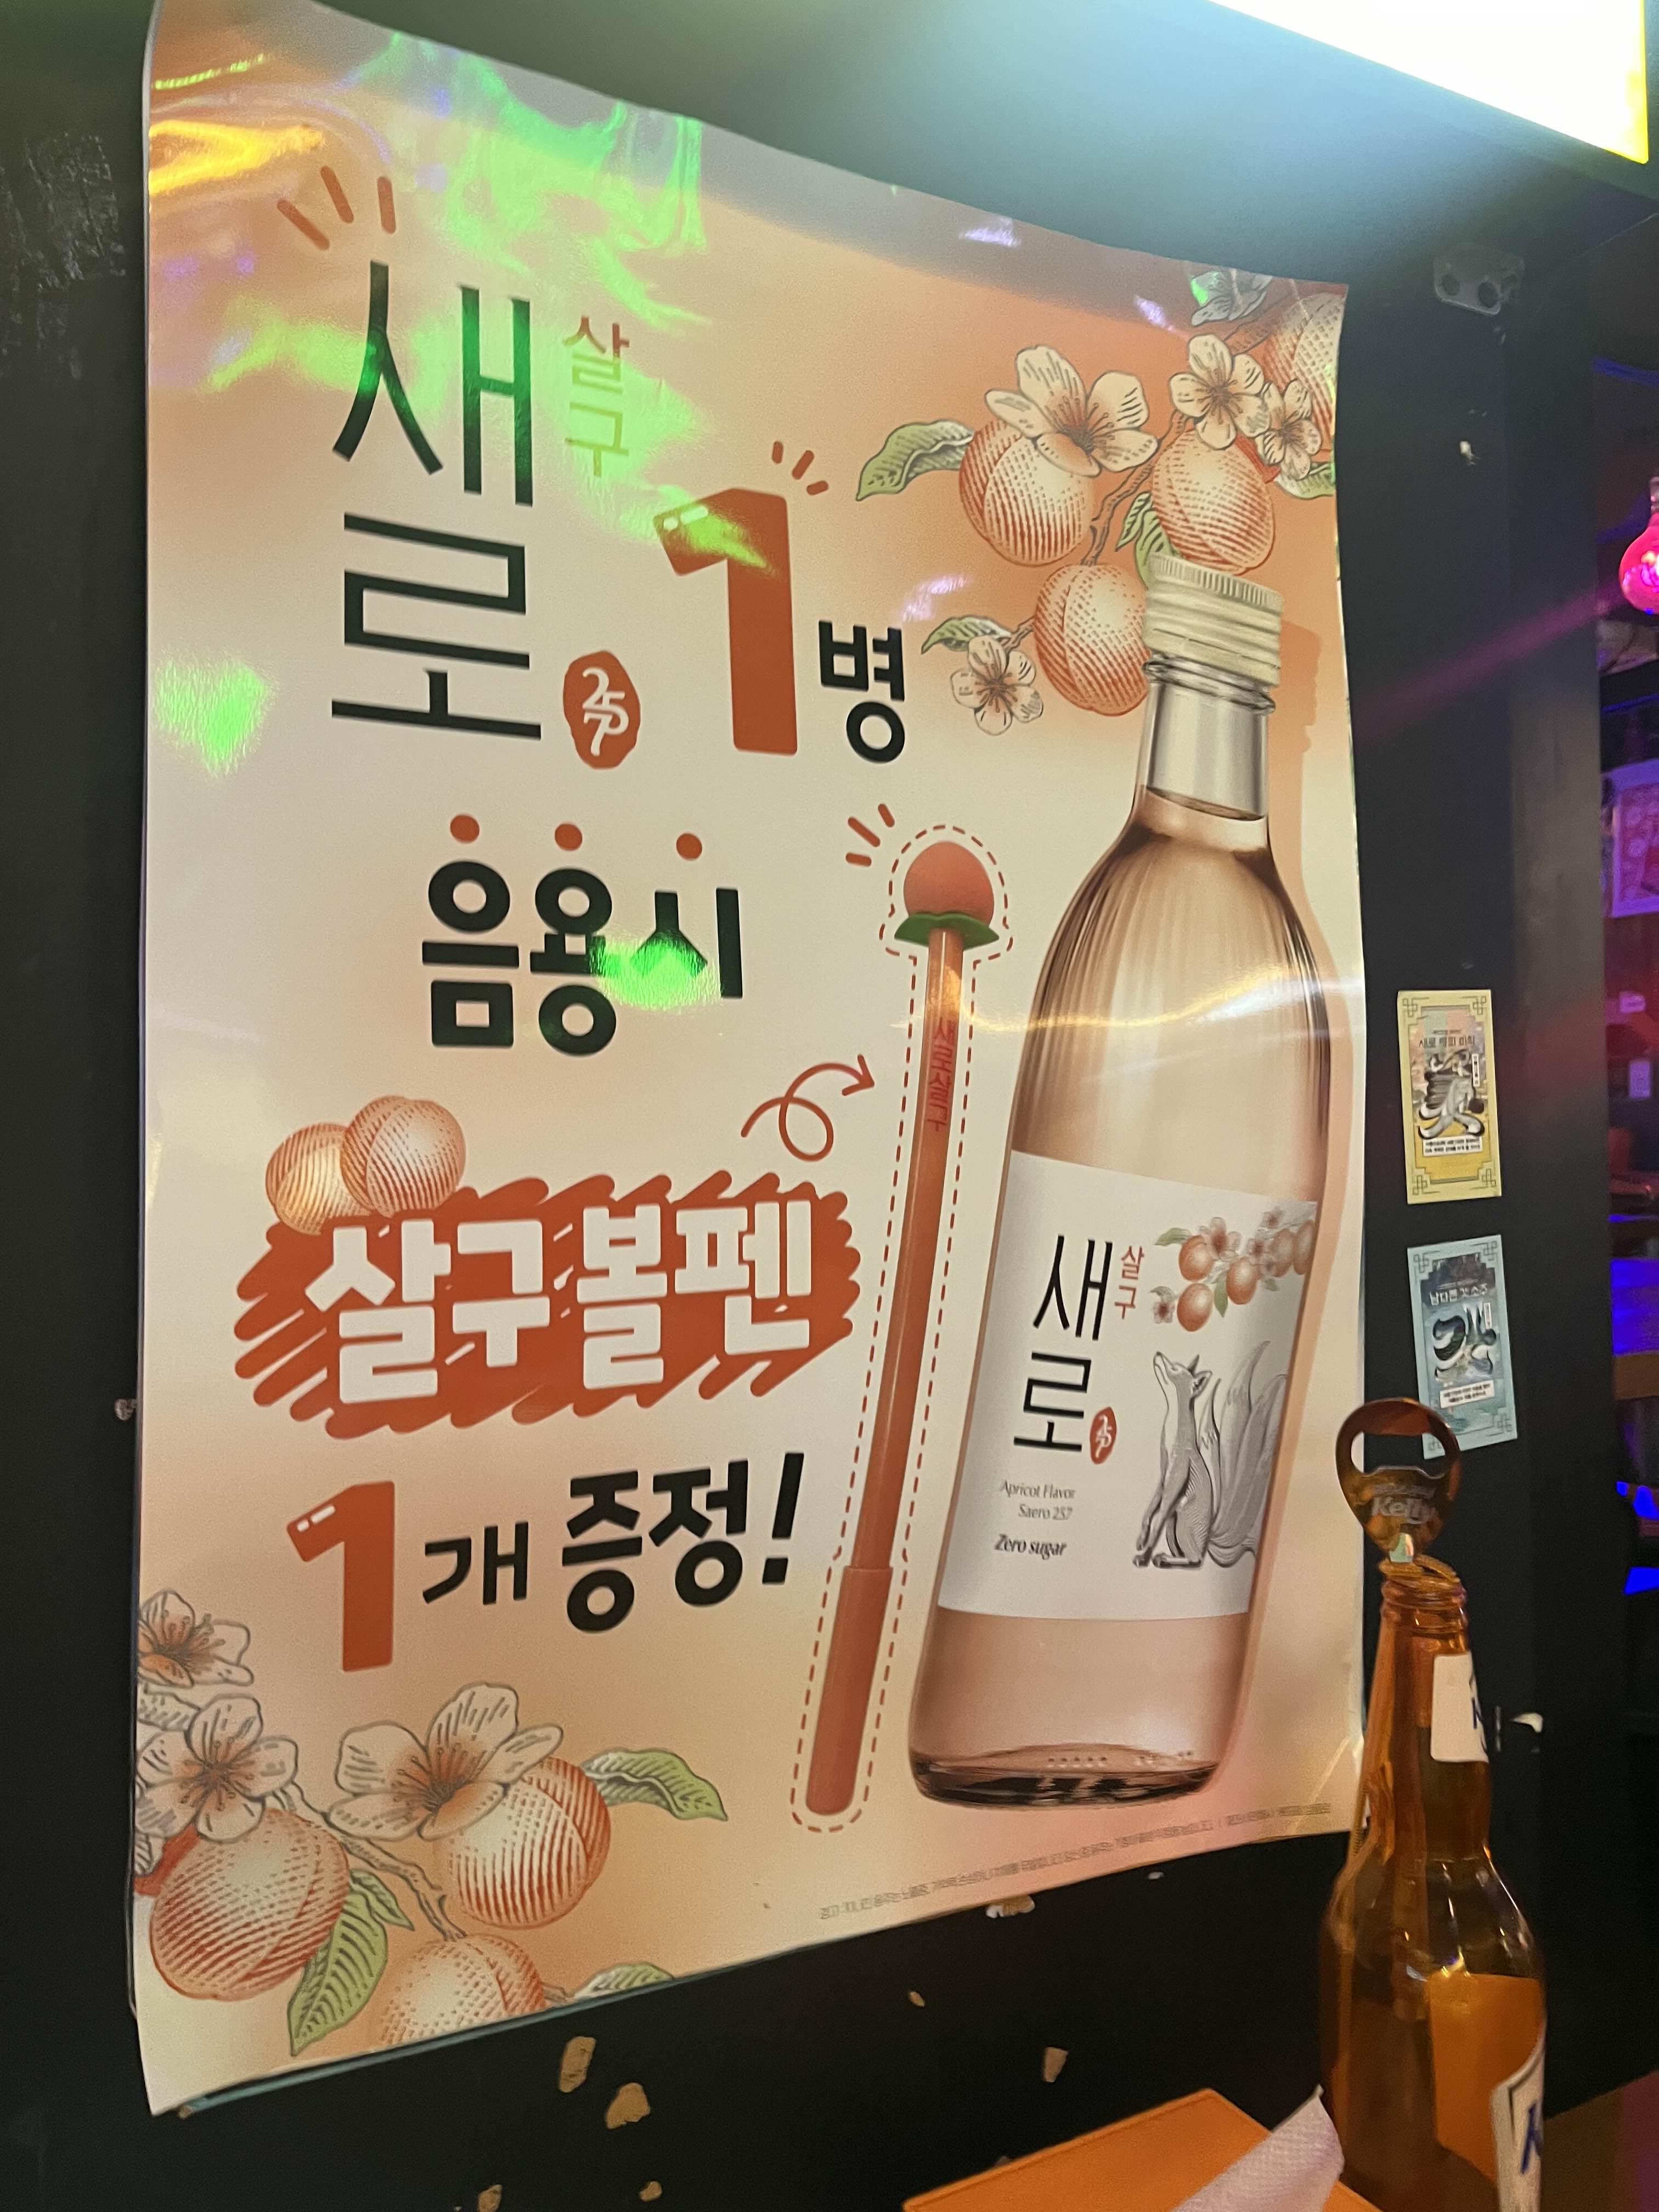 새로 살구
257
1병
음용시
살구볼펜
1개 증정!
새로살구
새로 살구
257
Apricot Flavor
Saero 257
Zero sugar
Kelly